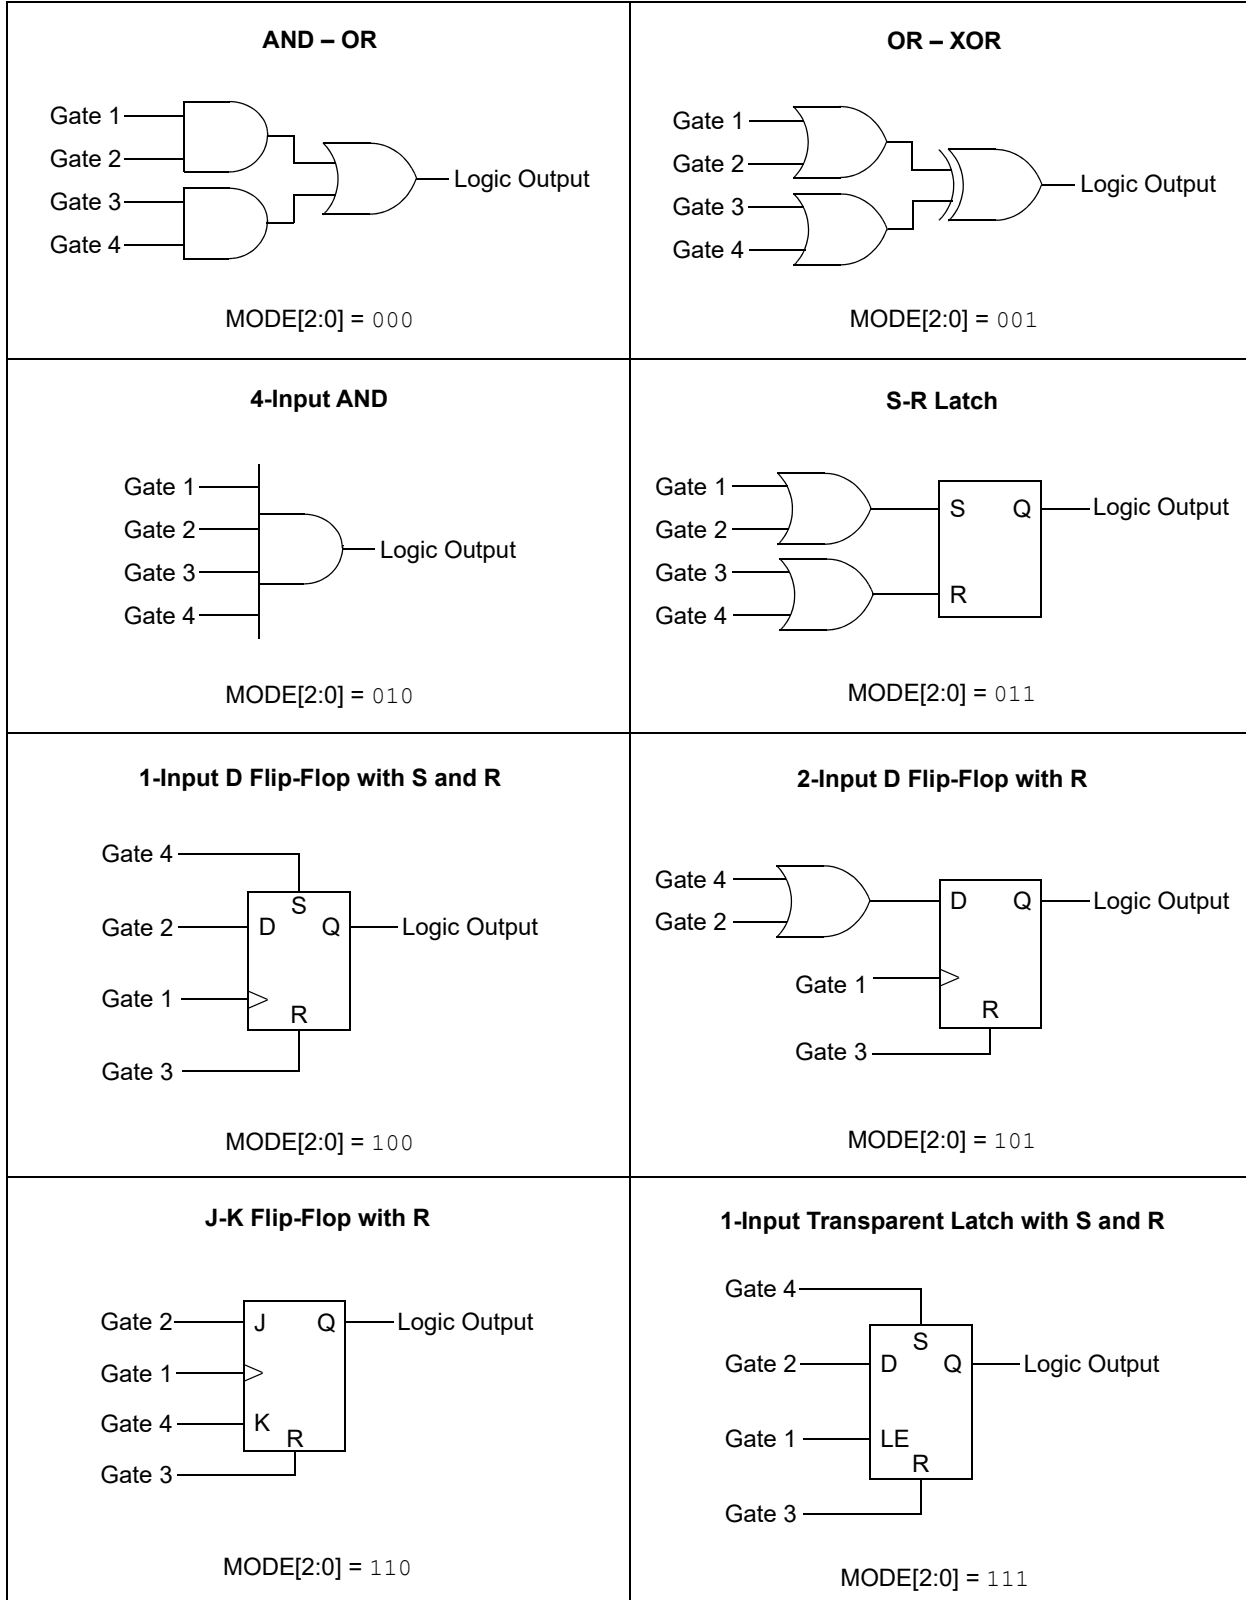 AND – OR
Gate 1
Gate 2
Gate 3
Gate 4
Logic Output
MODE[2:0] = 000
OR – XOR
Gate 1
Gate 2
Gate 3
Gate 4
Logic Output
MODE[2:0] = 001
4-Input AND
Gate 1
Gate 2
Gate 3
Gate 4
Logic Output
MODE[2:0] = 010
S-R Latch
Gate 1
Gate 2
Gate 3
Gate 4
S Q
R
Logic Output
MODE[2:0] = 011
1-Input D Flip-Flop with S and R
Gate 4
S
Gate 2
D Q
Logic Output
Gate 1
R
Gate 3
MODE[2:0] = 100
2-Input D Flip-Flop with R
Gate 4
Gate 2
D Q
Logic Output
Gate 1
R
Gate 3
MODE[2:0] = 101
J-K Flip-Flop with R
Gate 2
J Q
Logic Output
Gate 1
Gate 4
K
R
Gate 3
MODE[2:0] = 110
1-Input Transparent Latch with S and R
Gate 4
S
Gate 2
D Q
Logic Output
Gate 1
LE
R
Gate 3
MODE[2:0] = 111